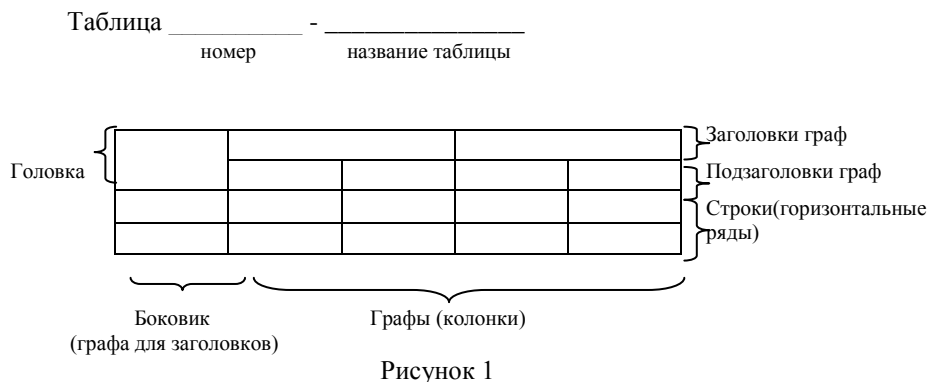 Таблица __________ - _______________
номер название таблицы
Заголовки граф
Головка
Подзаголовки граф
Строки(горизонтальные
ряды)
Боковик
(графа для заголовков)
Графы (колонки)
Рисунок 1